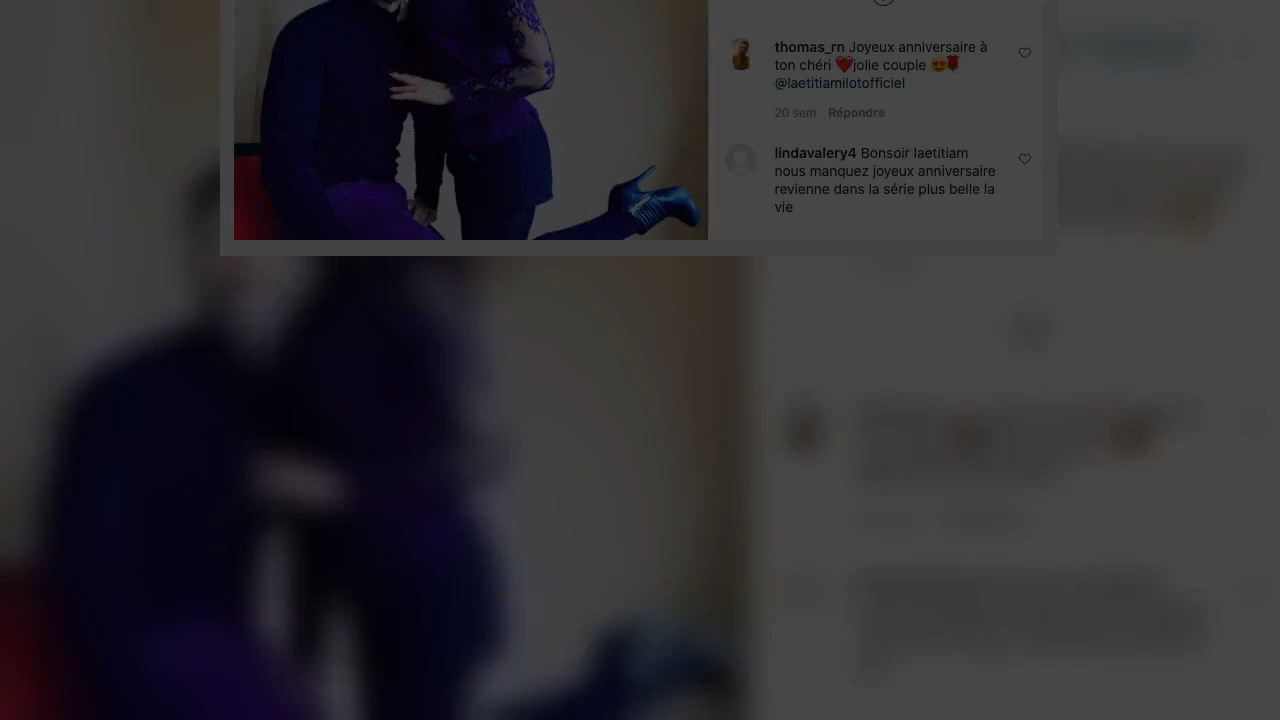 thomas_rn Joyeux anniversaire à
ton chéri ❤️jolie couple 😍🌹
@laetitiamilotofficiel
20 sem Répondre
lindavalery4 Bonsoir laetitiam
nous manquez joyeux anniversaire
revienne dans la série plus belle la
vie